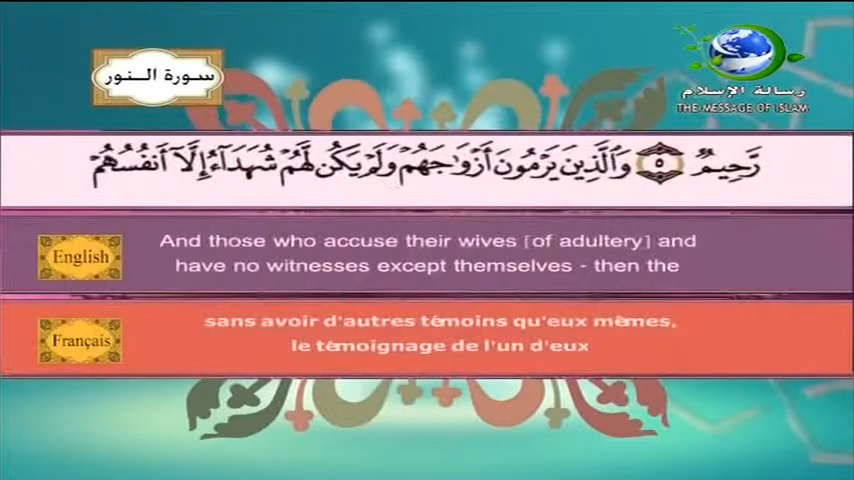 سورة النور
رسالة الإسلام
THE MESSAGE OF ISLAM
رَّحِيمٌ ٥ وَالَّذِينَ يَرْمُونَ أَزْوَاجَهُمْ وَلَمْ يَكُن لَّهُمْ شُهَدَاءُ إِلَّا أَنفُسُهُمْ
English
And those who accuse their wives [of adultery] and
have no witnesses except themselves - then the
Français
sans avoir d'autres témoins qu'eux mêmes,
le témoignage de l'un d'eux